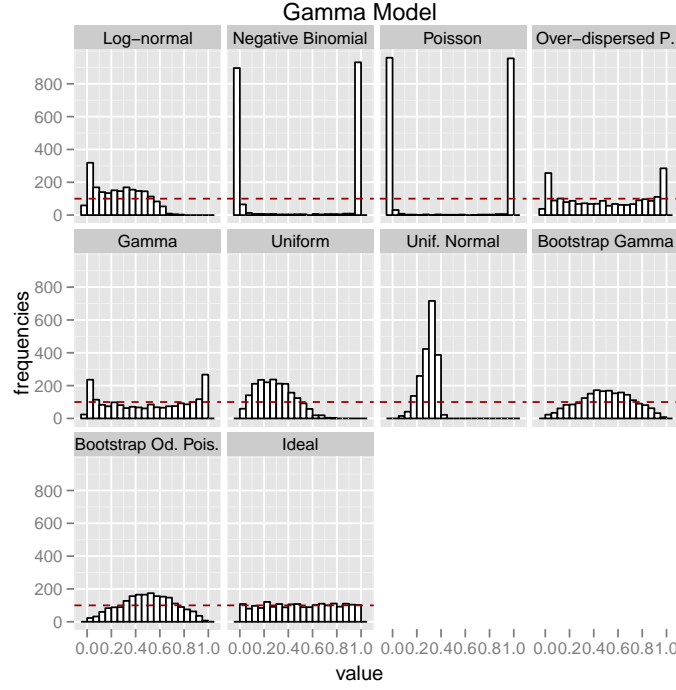 Gamma Model
Log-normal Negative Binomial Poisson Over-dispersed P.
800
600
400
200
0
Gamma Uniform Unif. Normal Bootstrap Gamma
800
600
400
200
0
Bootstrap Od. Pois. Ideal
800
600
400
200
0
frequencies
0.00.20.40.60.81.0 0.00.20.40.60.81.0 0.00.20.40.60.81.0 0.00.20.40.60.81.0
value